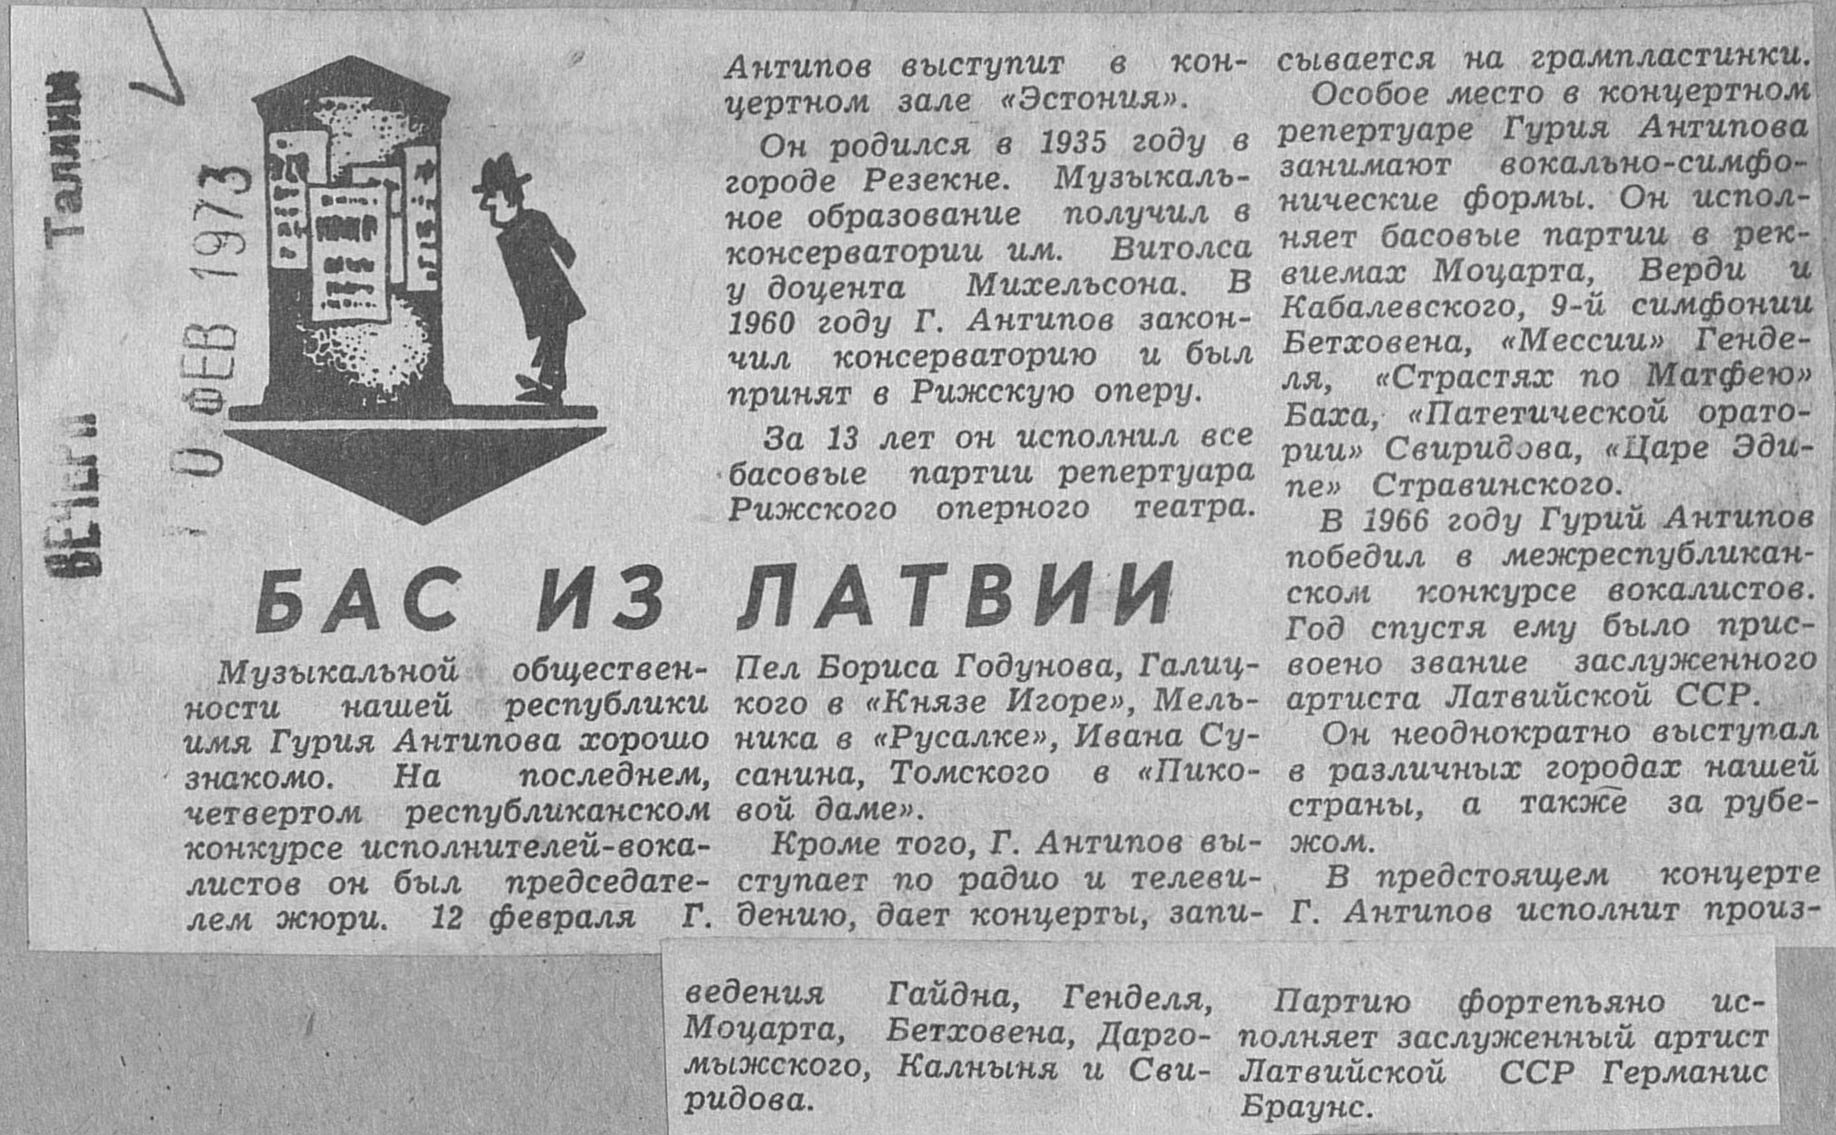 Таллин
10 ФЕВ 1973
БАС ИЗ ЛАТВИИ
Музыкальной обществен-
ности нашей республики
имя Гурия Антипова хорошо
знакомо. На последнем,
четвертом республиканском
конкурсе исполнителей-вока-
листов он был председате-
лем жюри. 12 февраля Г.
Антипов выступит в кон-
цертном зале «Эстония».
Он родился в 1935 году в
городе Резекне. Музыкаль-
ное образование получил в
консерватории им. Витолса
у доцента Михельсона. В
1960 году Г. Антипов закон-
чил консерваторию и был
принят в Рижскую оперу.
За 13 лет он исполнил все
басовые партии репертуара
Рижского оперного театра.
Пел Бориса Годунова, Галиц-
кого в «Князе Игоре», Мель-
ника в «Русалке», Ивана Су-
санина, Томского в «Пико-
вой даме».
Кроме того, Г. Антипов вы-
ступает по радио и телеви-
дению, дает концерты, запи-
сывается на грампластинки.
Особое место в концертном
репертуаре Гурия Антипова
занимают вокально-симфо-
нические формы. Он испол-
няет басовые партии в рек-
виемах Моцарта, Верди и
Кабалевского, 9-й симфонии
Бетховена, «Мессии» Генде-
ля, «Страстях по Матфею»
Баха, «Патетической орато-
рии» Свиридова, «Царе Эди-
пе» Стравинского.
В 1966 году Гурий Антипов
победил в межреспубликан-
ском конкурсе вокалистов.
Год спустя ему было прис-
воено звание заслуженного
артиста Латвийской ССР.
Он неоднократно выступал
в различных городах нашей
страны, а также за рубе-
жом.
В предстоящем концерте
Г. Антипов исполнит произ-
ведения Гайдна, Генделя,
Моцарта, Бетховена, Дарго-
мыжского, Калныня и Сви-
ридова.
Партию фортепьяно ис-
полняет заслуженный артист
Латвийской ССР Германис
Браунс.